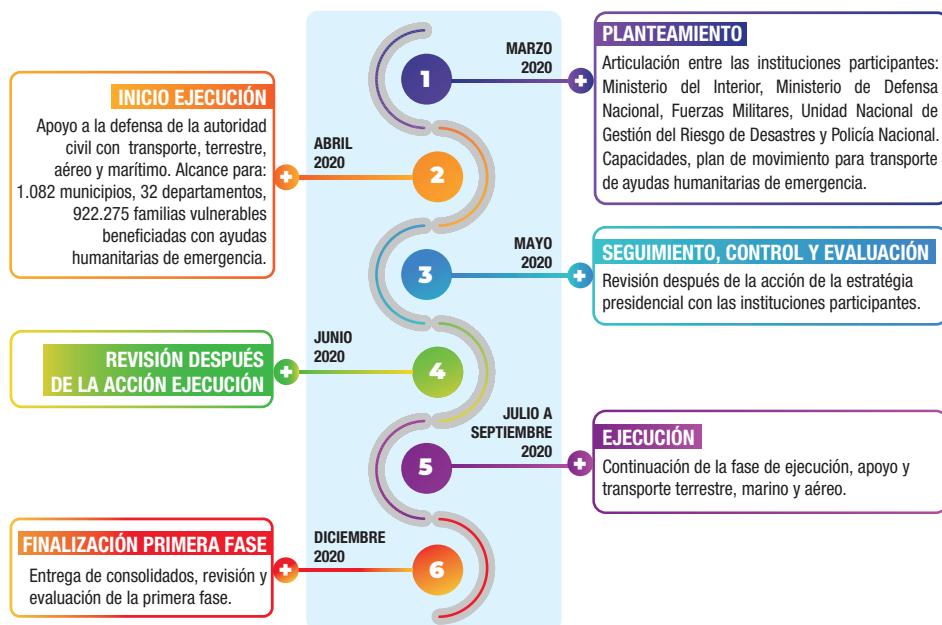 1
MARZO
2020
PLANTEAMIENTO
Articulación entre las instituciones participantes:
Ministerio del Interior, Ministerio de Defensa
Nacional, Fuerzas Militares, Unidad Nacional de
Gestión del Riesgo de Desastres y Policía Nacional.
Capacidades, plan de movimiento para transporte
de ayudas humanitarias de emergencia.
INICIO EJECUCIÓN
Apoyo a la defensa de la autoridad
civil con transporte, terrestre,
aéreo y marítimo. Alcance para:
1.082 municipios, 32 departamentos,
922.275 familias vulnerables
beneficiadas con ayudas
humanitarias de emergencia.
ABRIL
2020
2
3
MAYO
2020
SEGUIMIENTO, CONTROL Y EVALUACIÓN
Revisión después de la acción de la estratégia
presidencial con las instituciones participantes.
REVISIÓN DESPUÉS
DE LA ACCIÓN EJECUCIÓN
JUNIO
2020
4
5
JULIO A
SEPTIEMBRE
2020
EJECUCIÓN
Continuación de la fase de ejecución, apoyo y
transporte terrestre, marino y aéreo.
FINALIZACIÓN PRIMERA FASE
Entrega de consolidados, revisión y
evaluación de la primera fase.
DICIEMBRE
2020
6